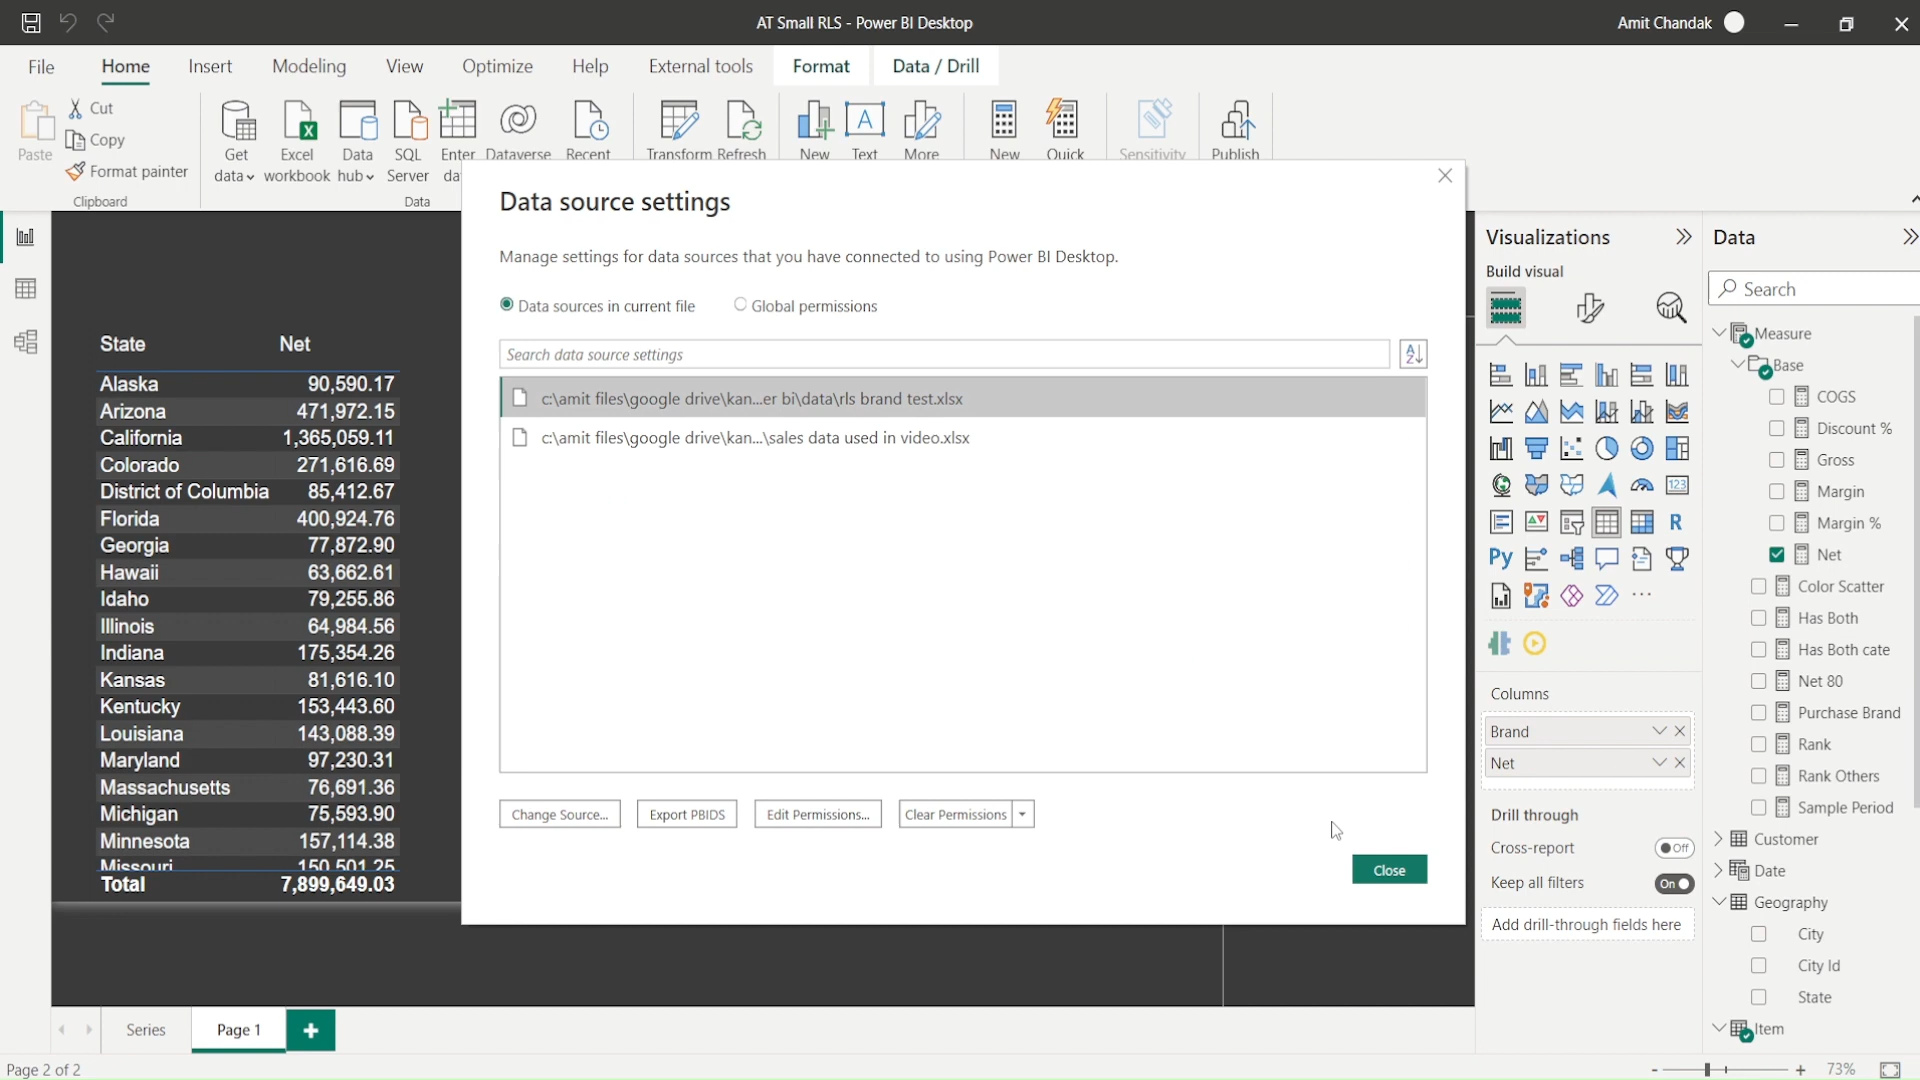 AT Small RLS - Power BI Desktop
Amit Chandak
File
Home
Insert
Modeling
View
Optimize
Help
External tools
Format
Data / Drill
Paste
Cut
Copy
Format painter
Clipboard
Get
data
Excel
workbook
Data
hub
SQL
Server
Enter
da
Dataverse
Recent
Data
Transform
Refresh
New
Text
More
New
Quick
Sensitivity
Publish
Data source settings
Manage settings for data sources that you have connected to using Power BI Desktop.
Data sources in current file
Global permissions
Search data source settings
c:\amit files\google drive\kan...er bi\data\rls brand test.xlsx
c:\amit files\google drive\kan...\sales data used in video.xlsx
Change Source...
Export PBIDS
Edit Permissions...
Clear Permissions
Close
State Net
Alaska 90,590.17
Arizona 471,972.15
California 1,365,059.11
Colorado 271,616.69
District of Columbia 85,412.67
Florida 400,924.76
Georgia 77,872.90
Hawaii 63,662.61
Idaho 79,255.86
Illinois 64,984.56
Indiana 175,354.26
Kansas 81,616.10
Kentucky 153,443.60
Louisiana 143,088.39
Maryland 97,230.31
Massachusetts 76,691.36
Michigan 75,593.90
Minnesota 157,114.38
Missouri 150,501.25
Total 7,899,649.03
Visualizations
Build visual
123
R
Py
Columns
Brand
Net
Drill through
Cross-report
Off
Keep all filters
On
Add drill-through fields here
Data
Search
Measure
Base
COGS
Discount %
Gross
Margin
Margin %
Net
Color Scatter
Has Both
Has Both cate
Net 80
Purchase Brand
Rank
Rank Others
Sample Period
Customer
Date
Geography
City
City Id
State
Item
Series
Page 1
Page 2 of 2
73%